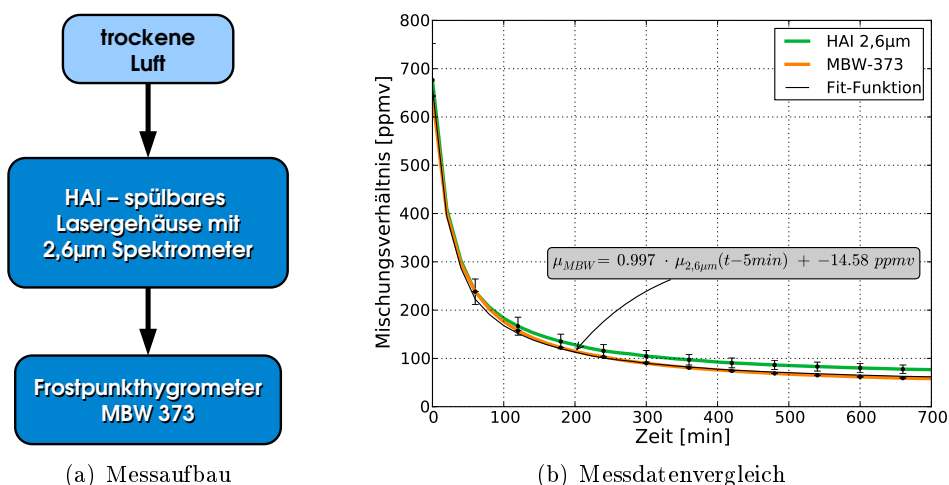 trockene
Luft
HAI – spülbares
Lasergehäuse mit
2,6µm Spektrometer
Frostpunkthygrometer
MBW 373
(a) Messaufbau
800
700
600
500
400
300
200
100
0
Mischungsverhältnis [ppmv]
HAI 2,6µm
MBW-373
Fit-Funktion
μ_MBW = 0.997 · μ_2,6μm(t−5min) + −14.58 ppmv
0 100 200 300 400 500 600 700
Zeit [min]
(b) Messdatenvergleich